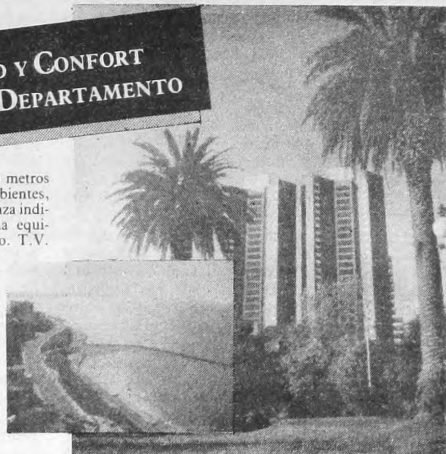 Y CONFORT
DEPARTAMENTO
metros
bientes,
za indi-
a equi-
o. T.V.